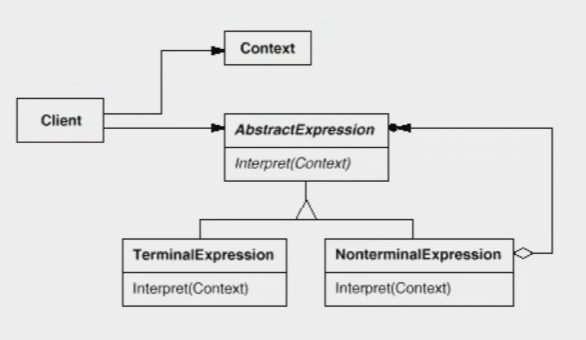 Context
Client
AbstractExpression
Interpret(Context)
TerminalExpression
Interpret(Context)
NonterminalExpression
Interpret(Context)